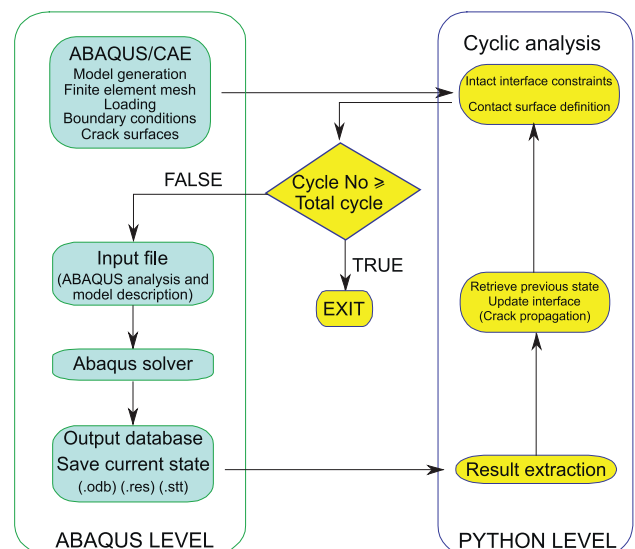 ABAQUS/CAE
Model generation
Finite element mesh
Loading
Boundary conditions
Crack surfaces
Cyclic analysis
Intact interface constraints
Contact surface definition
Cycle No ⩾
Total cycle
FALSE
TRUE
EXIT
Input file
(ABAQUS analysis and
model description)
Abaqus solver
Output database
Save current state
(.odb) (.res) (.stt)
Retrieve previous state
Update interface
(Crack propagation)
Result extraction
ABAQUS LEVEL
PYTHON LEVEL